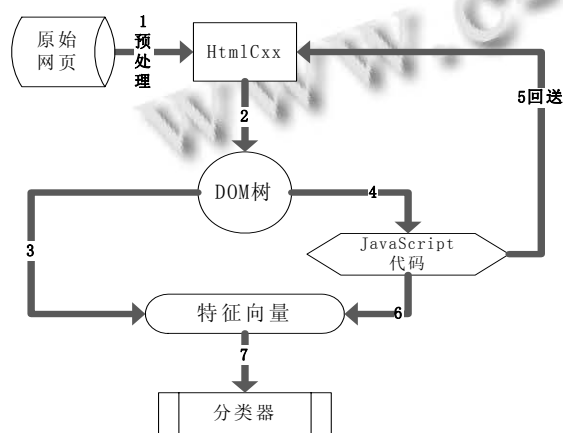 原始
网页
1
预
处
理
HtmlCxx
www.c
2
5回送
DOM树
4
3
JavaScript
代码
特征向量
6
7
分类器